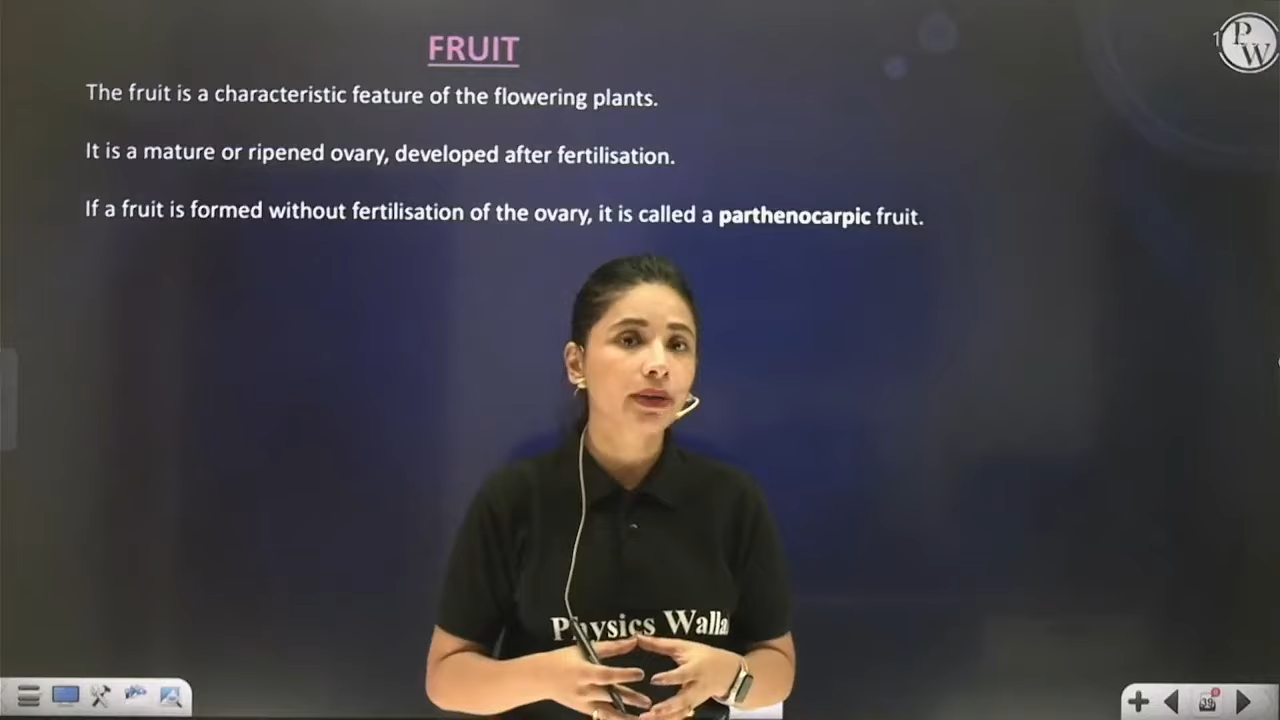 FRUIT
The fruit is a characteristic feature of the flowering plants.
It is a mature or ripened ovary, developed after fertilisation.
If a fruit is formed without fertilisation of the ovary, it is called a parthenocarpic fruit.
PW
Physics Walla